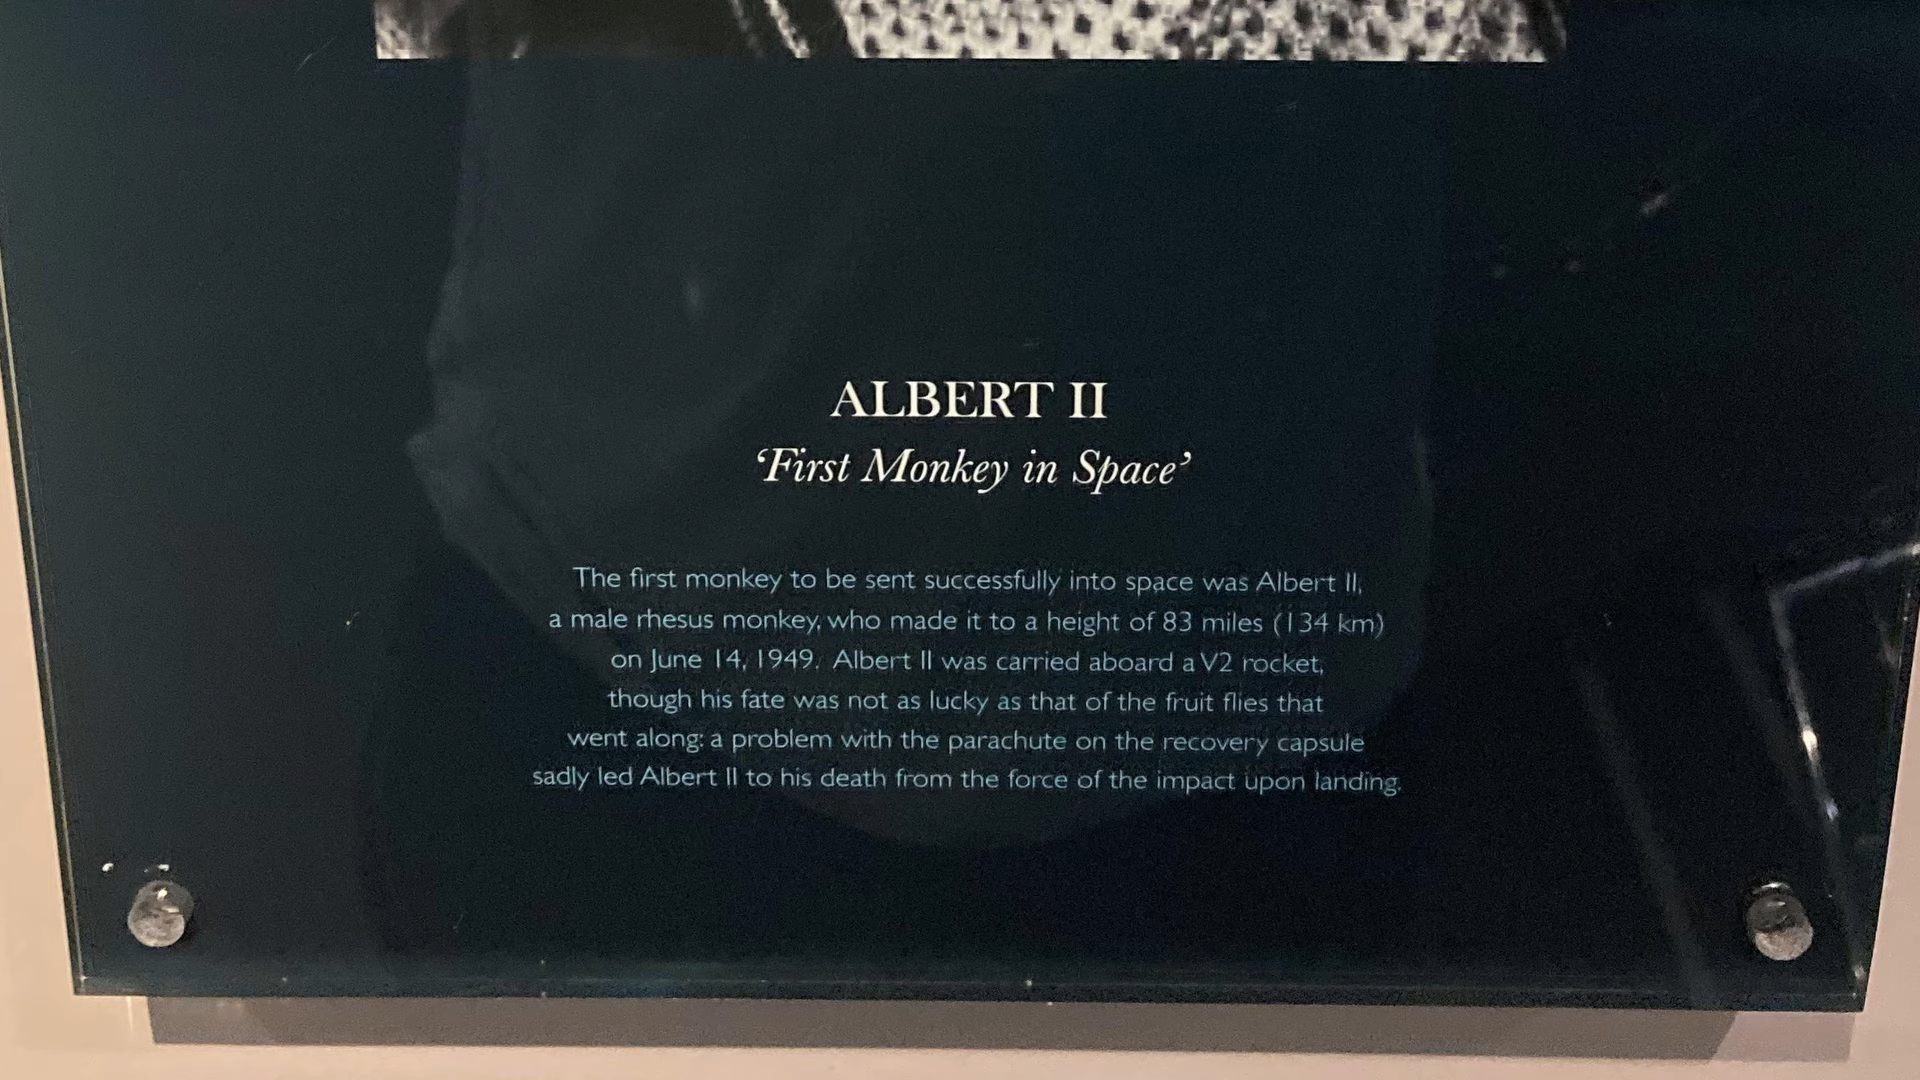 ALBERT II
‘First Monkey in Space’
The first monkey to be sent successfully into space was Albert II,
a male rhesus monkey, who made it to a height of 83 miles (134 km)
on June 14, 1949. Albert II was carried aboard a V2 rocket,
though his fate was not as lucky as that of the fruit flies that
went along: a problem with the parachute on the recovery capsule
sadly led Albert II to his death from the force of the impact upon landing.